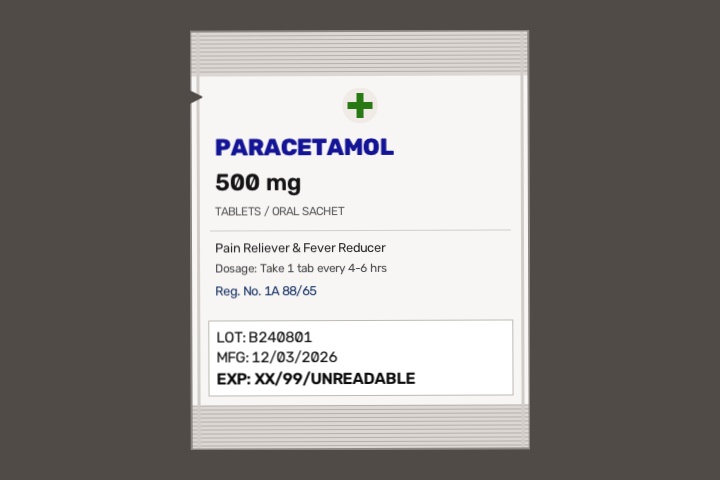 PARACETAMOL
500 mg
TABLETS / ORAL SACHET
Pain Reliever & Fever Reducer
Dosage: Take 1 tab every 4-6 hrs
Reg. No. 1A 88/65
LOT: B240801
MFG: 12/03/2026
EXP: XX/99/UNREADABLE